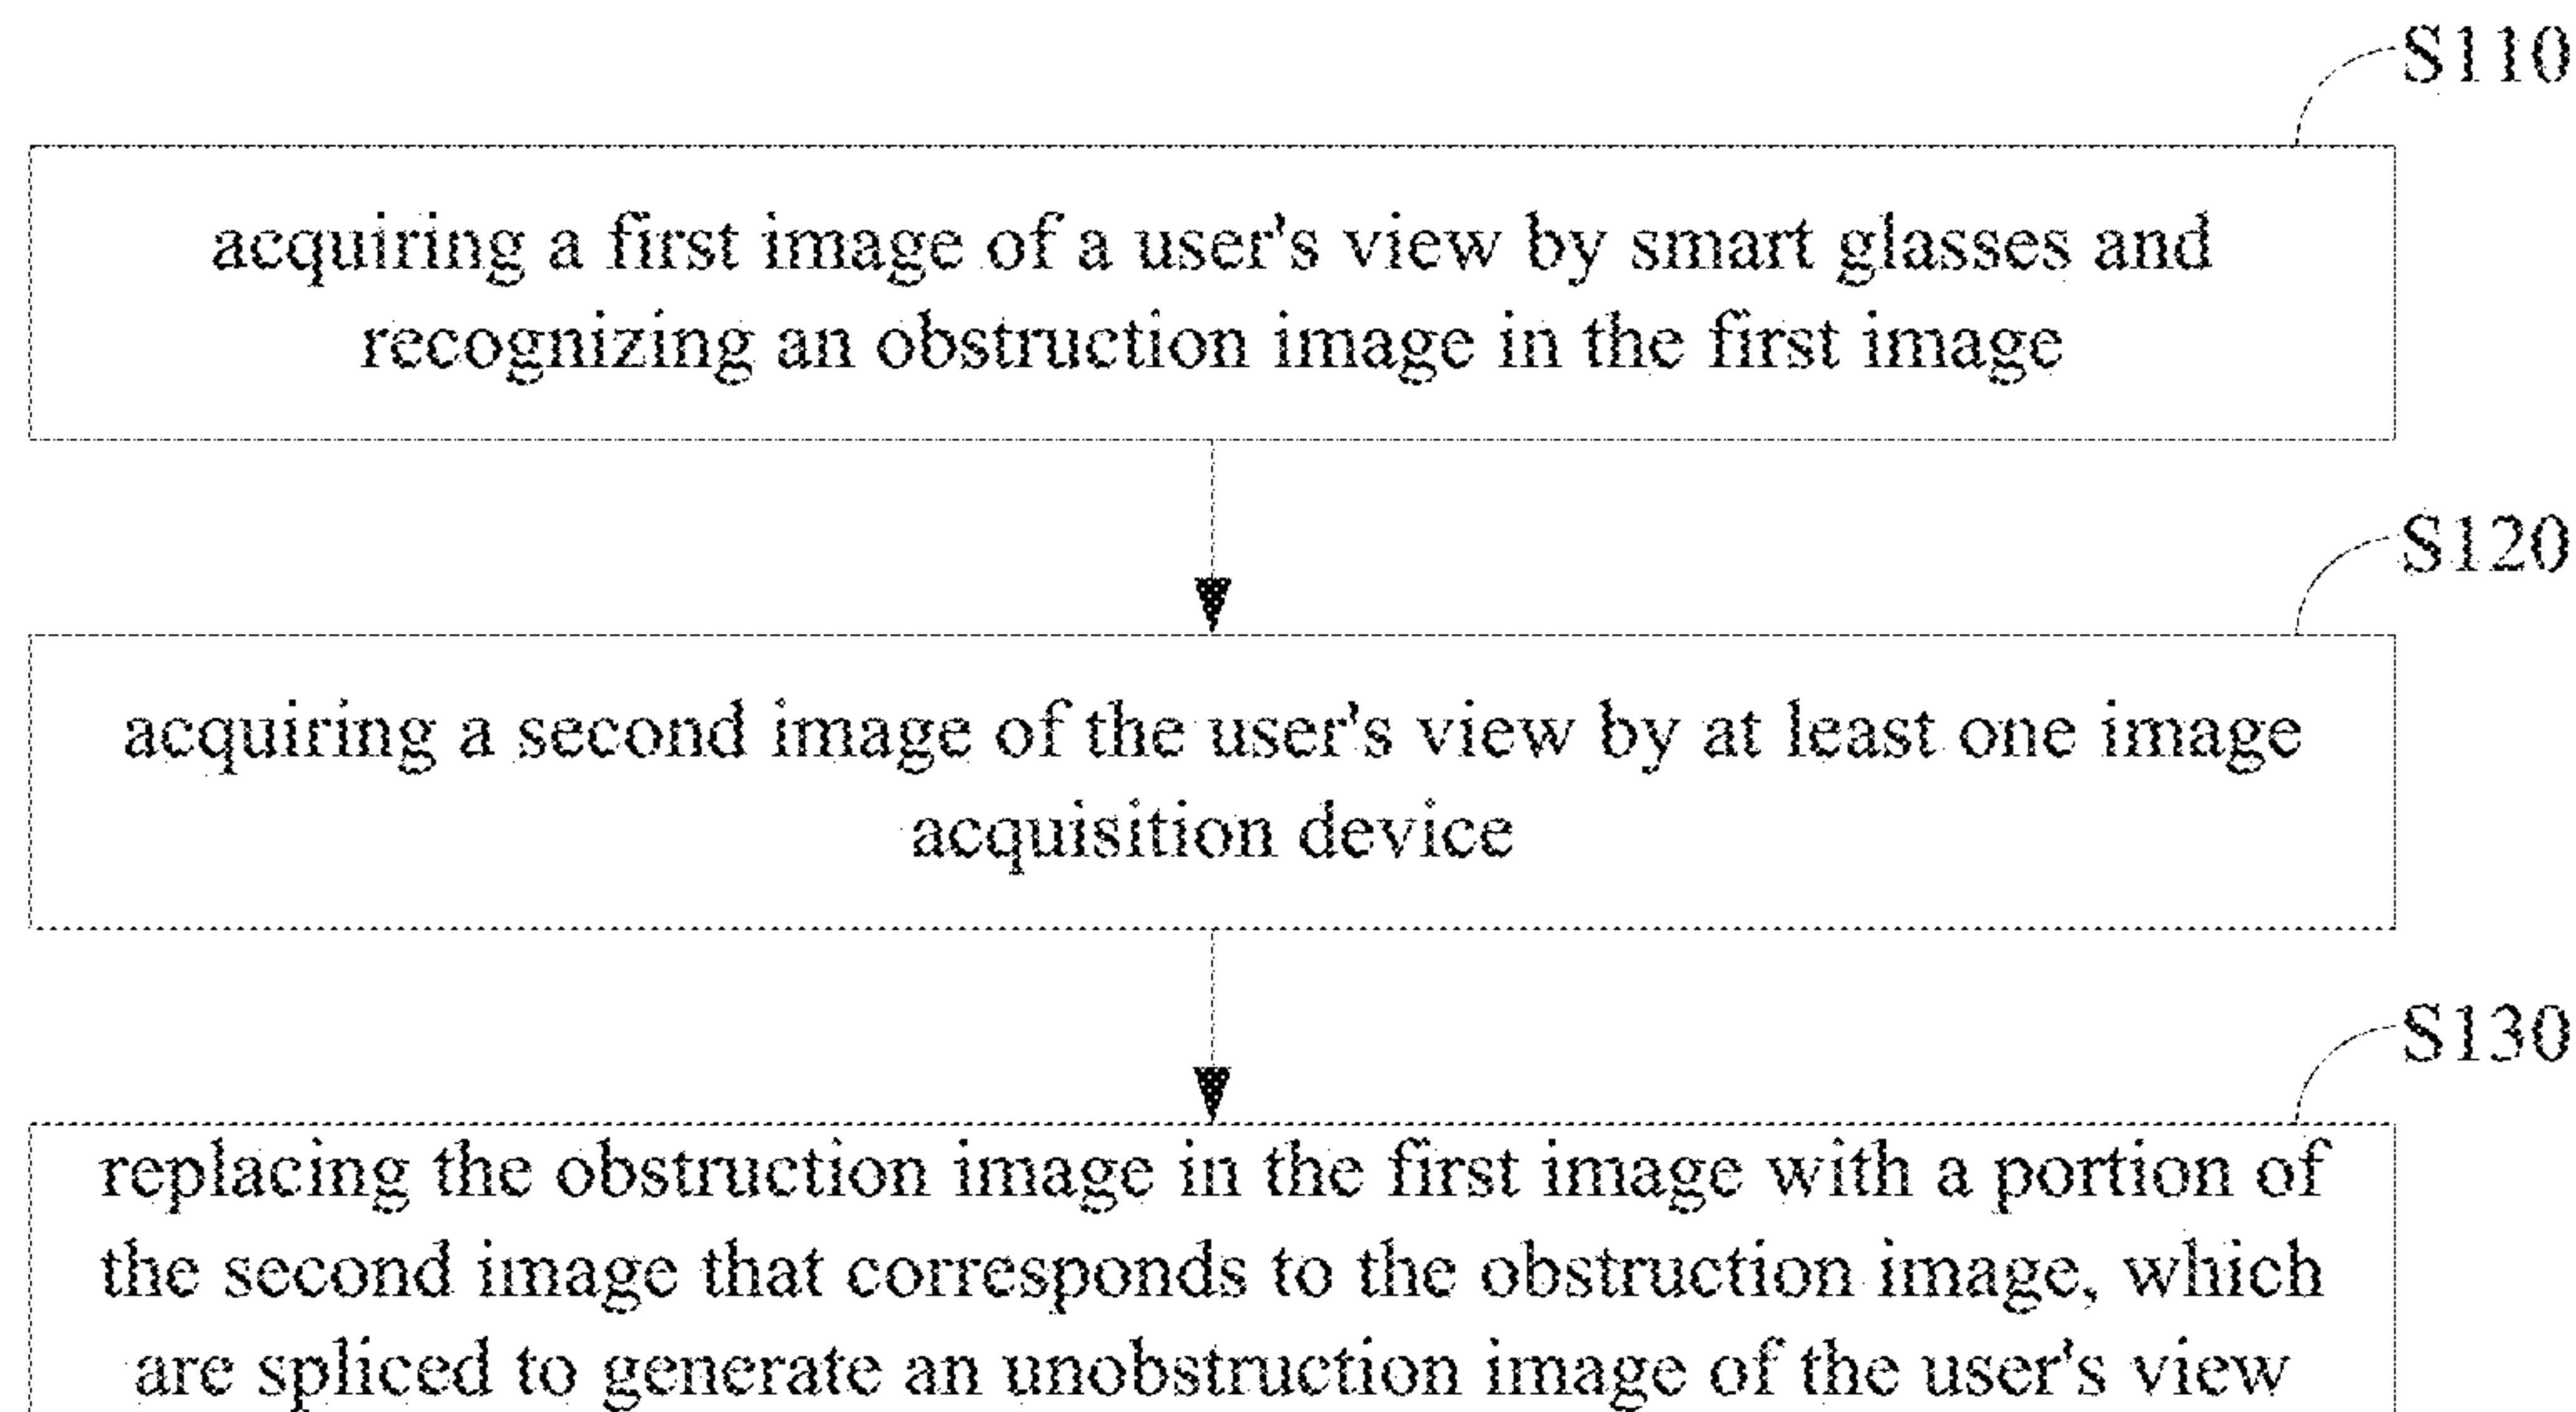 S110
acquiring a first image of a user's view by smart glasses and
recognizing an obstruction image in the first image
S120
acquiring a second image of the user's view by at least one image
acquisition device
S130
replacing the obstruction image in the first image with a portion of
the second image that corresponds to the obstruction image, which
are spliced to generate an unobstruction image of the user's view